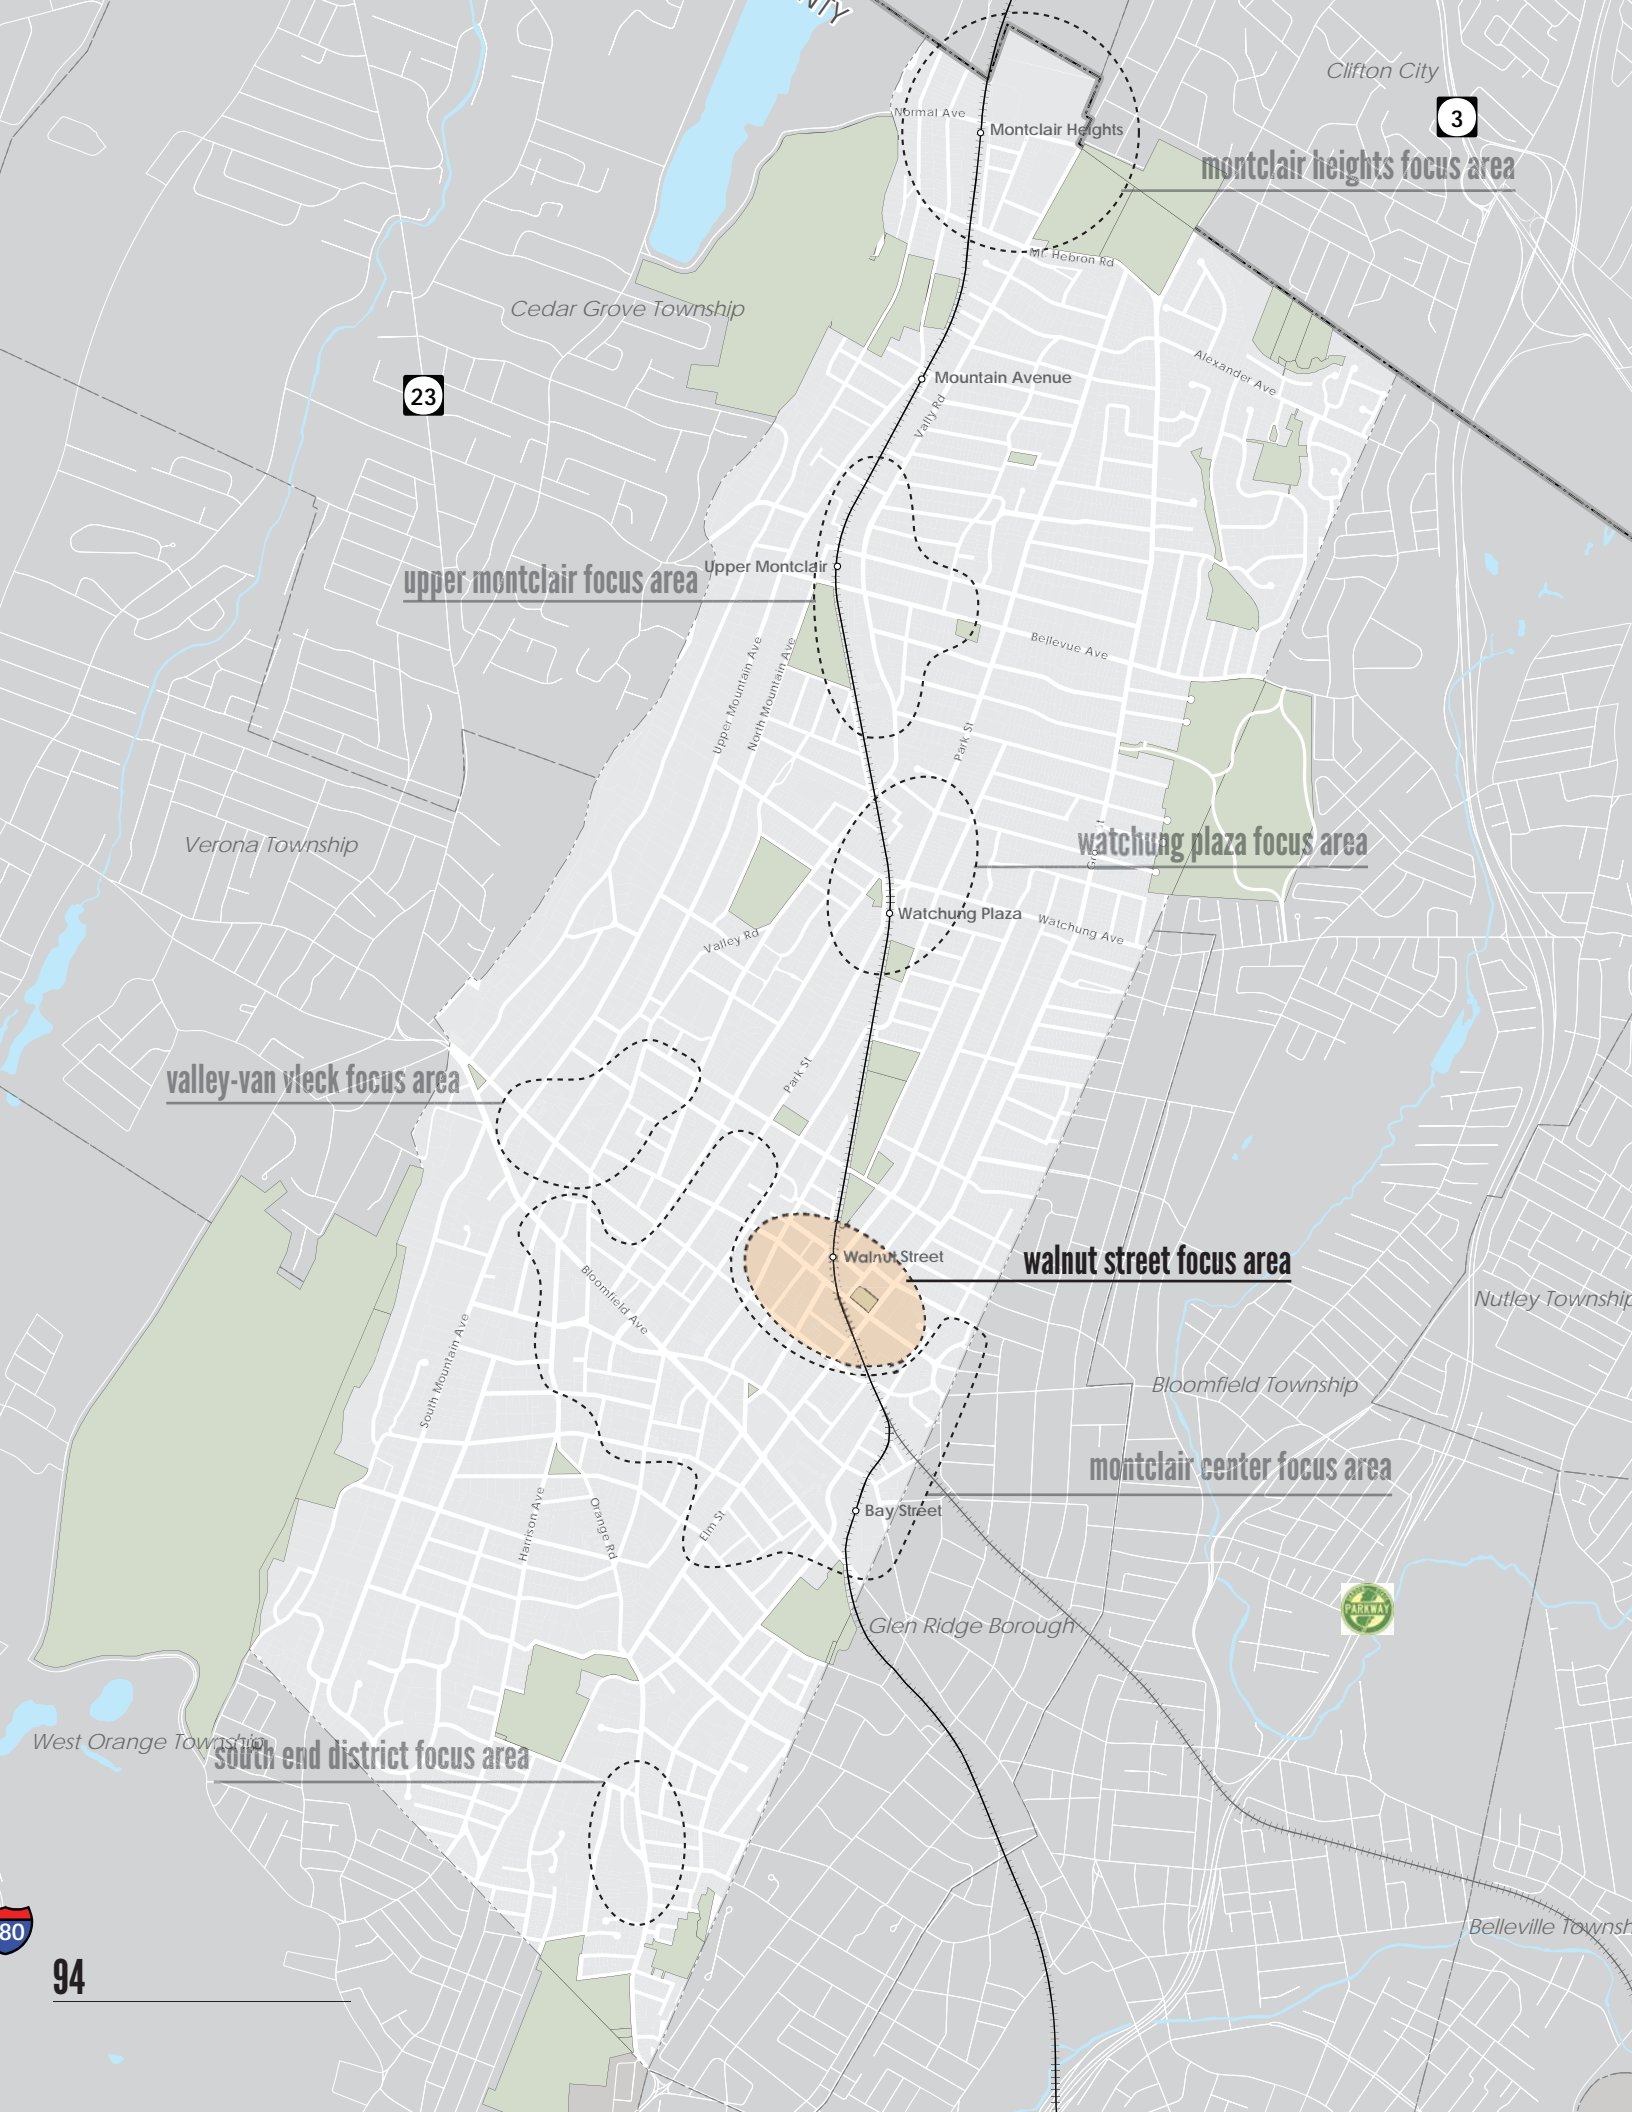 Clifton City
3
Normal Ave
Montclair Heights
montclair heights focus area
Mt. Hebron Rd
Cedar Grove Township
Alexander Ave
Mountain Avenue
23
Vally Rd
Upper Montclair
upper montclair focus area
Bellevue Ave
Upper Mountain Ave
North Mountain Ave
Park St
Verona Township
watchung plaza focus area
Watchung Plaza
Watchung Ave
Valley Rd
valley-van vleck focus area
Park St
Walnut Street
walnut street focus area
Nutley Township
Bloomfield Ave
South Mountain Ave
Bloomfield Township
montclair center focus area
Harrison Ave
Orange Rd
Elm St
Bay Street
PARKWAY
Glen Ridge Borough
West Orange Township
south end district focus area
80
Belleville Townsh
94